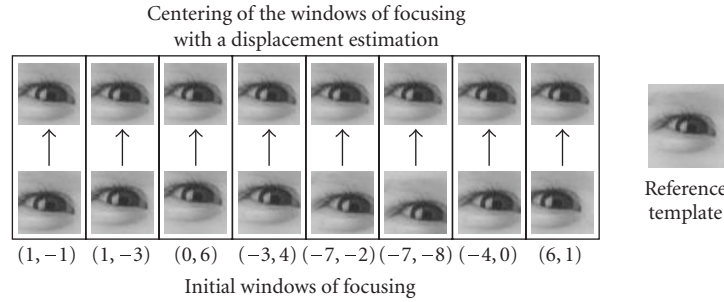 Centering of the windows of focusing
with a displacement estimation
Reference
template
(1, −1) (1, −3) (0, 6) (−3, 4) (−7, −2) (−7, −8) (−4, 0) (6, 1)
Initial windows of focusing